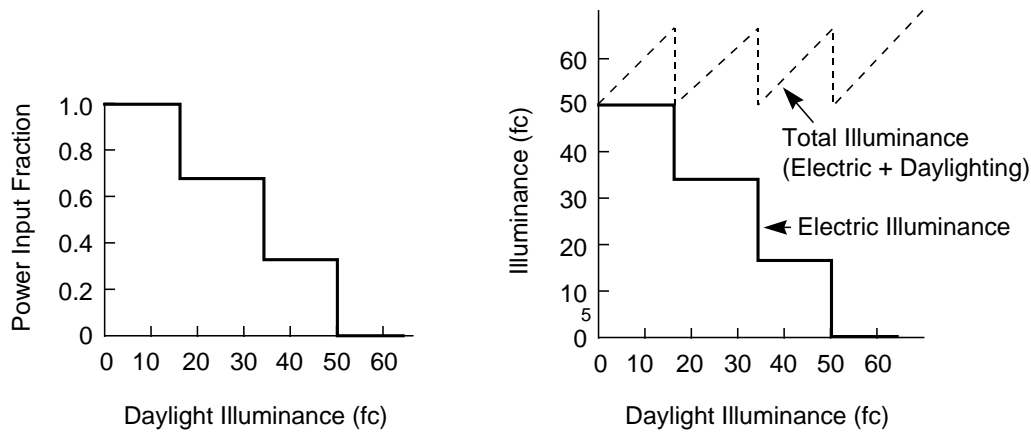 Power Input Fraction
1.0
0.8
0.6
0.4
0.2
0
0 10 20 30 40 50 60
Daylight Illuminance (fc)
Illuminance (fc)
60
50
40
30
20
10
5
0
0 10 20 30 40 50 60
Daylight Illuminance (fc)
Total Illuminance
(Electric + Daylighting)
Electric Illuminance